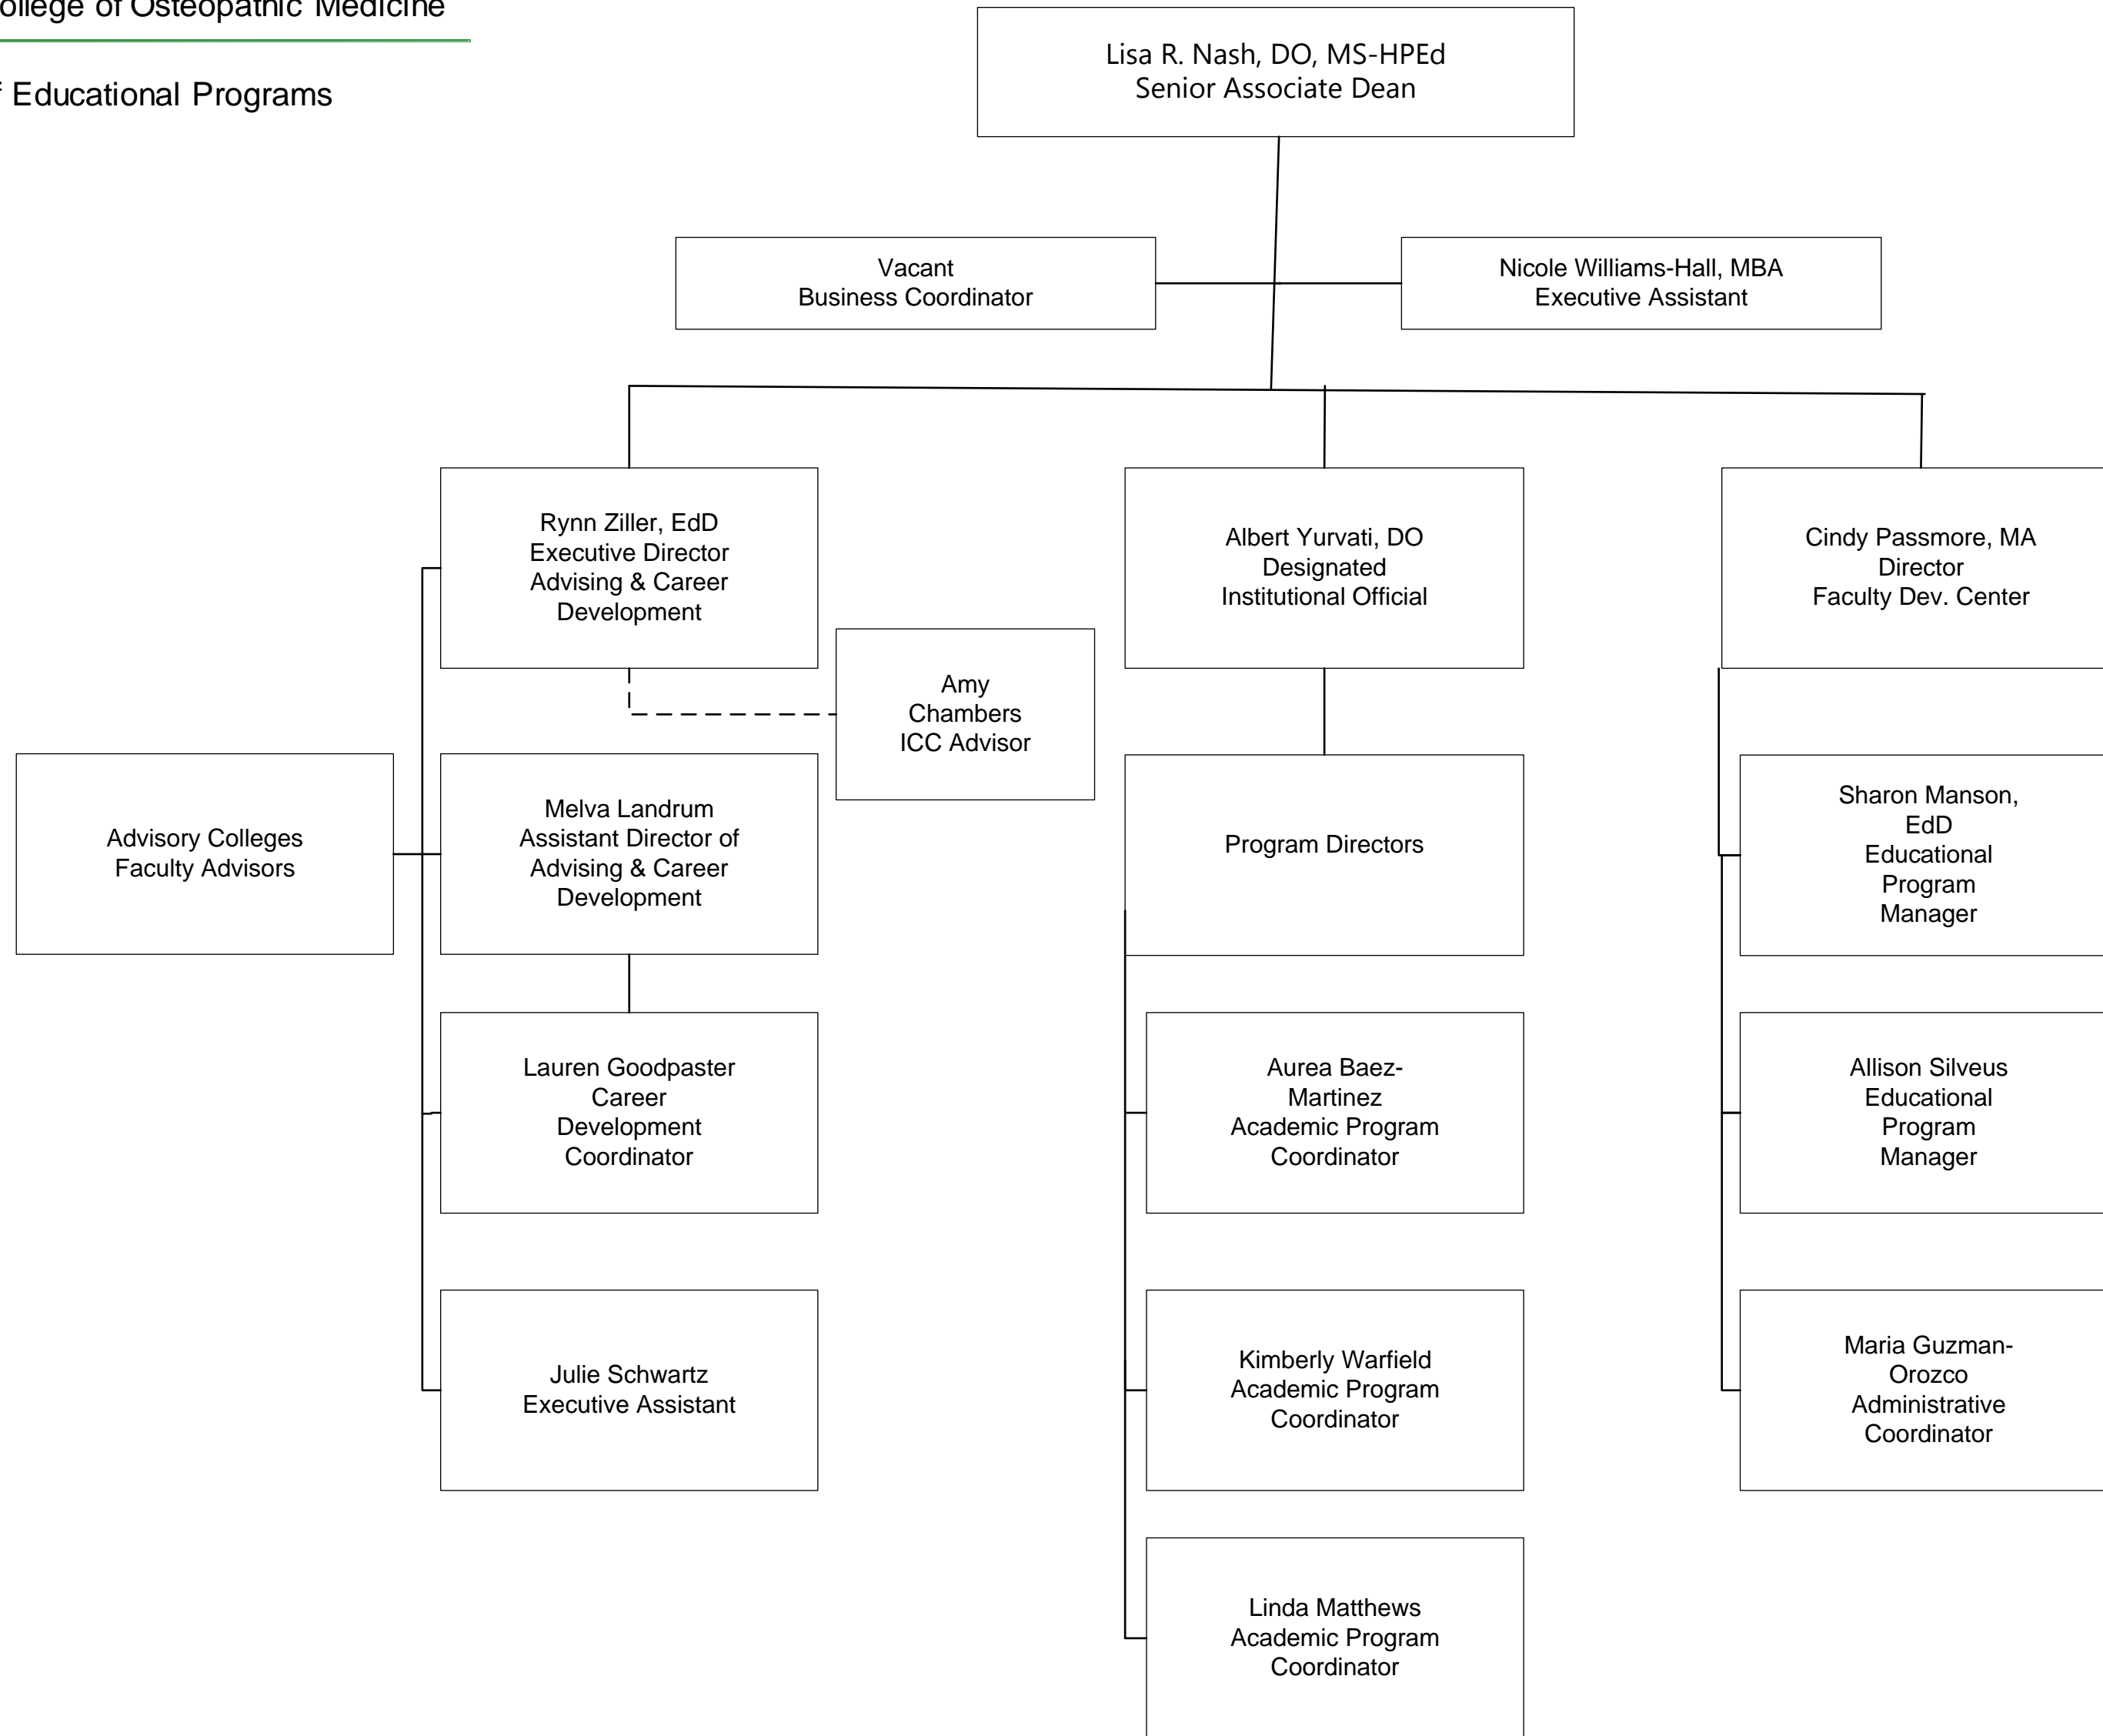 College of Osteopathic Medicine
Educational Programs
Lisa R. Nash, DO, MS-HPEd
Senior Associate Dean
Vacant
Business Coordinator
Nicole Williams-Hall, MBA
Executive Assistant
Rynn Ziller, EdD
Executive Director
Advising & Career
Development
Albert Yurvati, DO
Designated
Institutional Official
Cindy Passmore, MA
Director
Faculty Dev. Center
Amy
Chambers
ICC Advisor
Advisory Colleges
Faculty Advisors
Melva Landrum
Assistant Director of
Advising & Career
Development
Program Directors
Sharon Manson,
EdD
Educational
Program
Manager
Lauren Goodpaster
Career
Development
Coordinator
Aurea Baez-
Martinez
Academic Program
Coordinator
Allison Silveus
Educational
Program
Manager
Julie Schwartz
Executive Assistant
Kimberly Warfield
Academic Program
Coordinator
Maria Guzman-
Orozco
Administrative
Coordinator
Linda Matthews
Academic Program
Coordinator